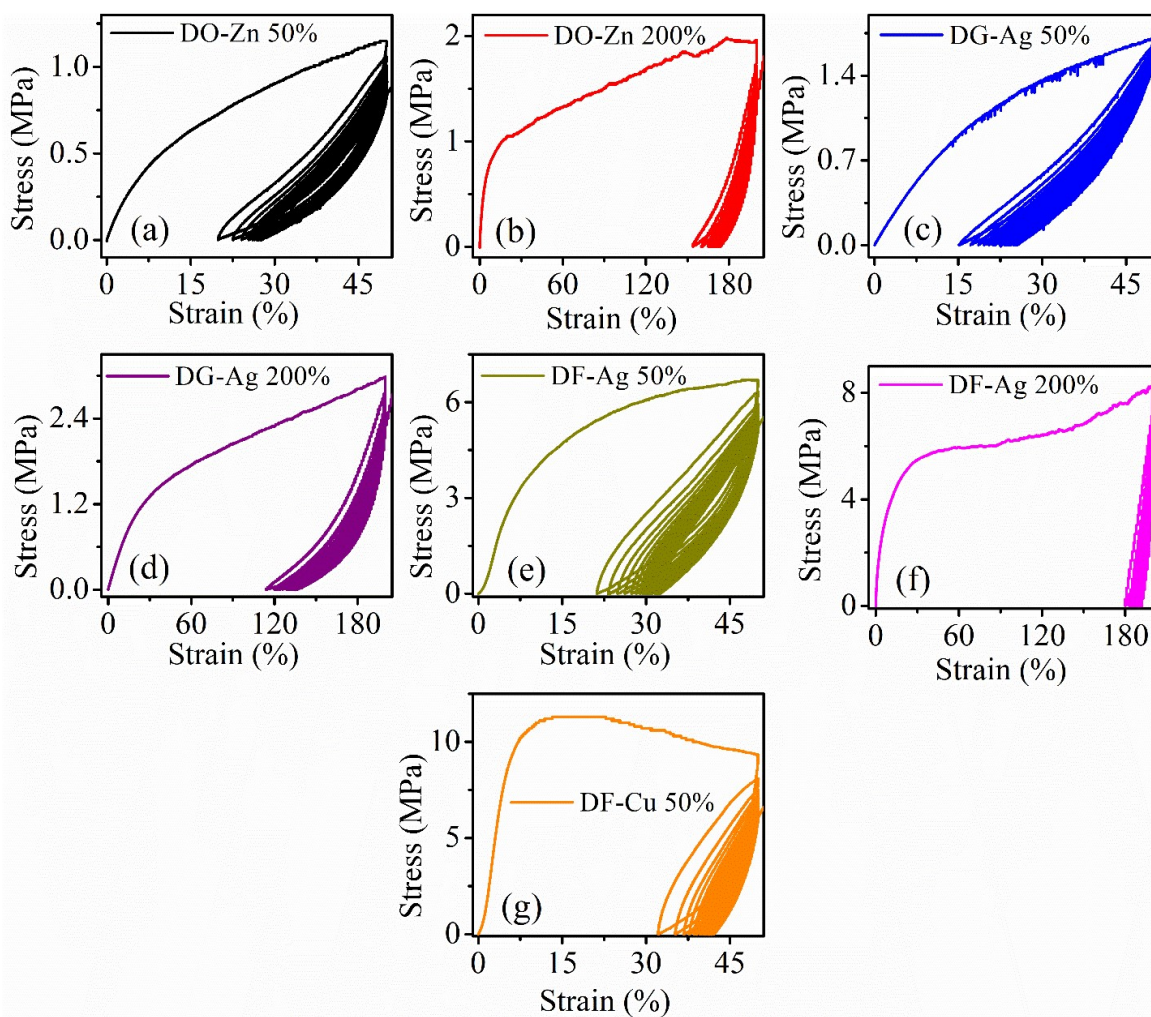 DO-Zn 50%
Stress (MPa)
1.0
0.5
0.0
(a)
0 15 30 45
Strain (%)
DO-Zn 200%
Stress (MPa)
2
1
0
(b)
0 60 120 180
Strain (%)
DG-Ag 50%
Stress (MPa)
1.4
0.7
0.0
(c)
0 15 30 45
Strain (%)
DG-Ag 200%
Stress (MPa)
2.4
1.2
0.0
(d)
0 60 120 180
Strain (%)
DF-Ag 50%
Stress (MPa)
6
3
0
(e)
0 15 30 45
Strain (%)
DF-Ag 200%
Stress (MPa)
8
4
0
(f)
0 60 120 180
Strain (%)
DF-Cu 50%
Stress (MPa)
10
5
0
(g)
0 15 30 45
Strain (%)